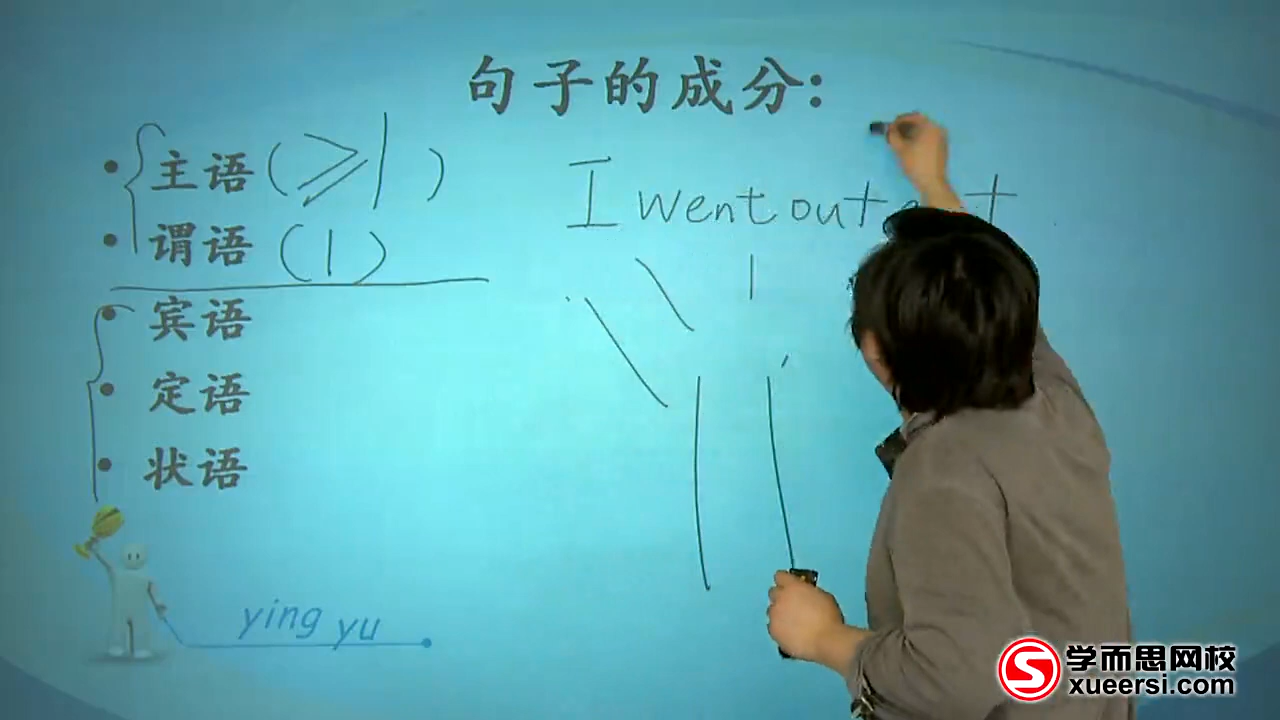 句子的成分:
主语(≥1)
谓语(1)
宾语
定语
状语
I went out
ying yu
学而思网校
xueersi.com